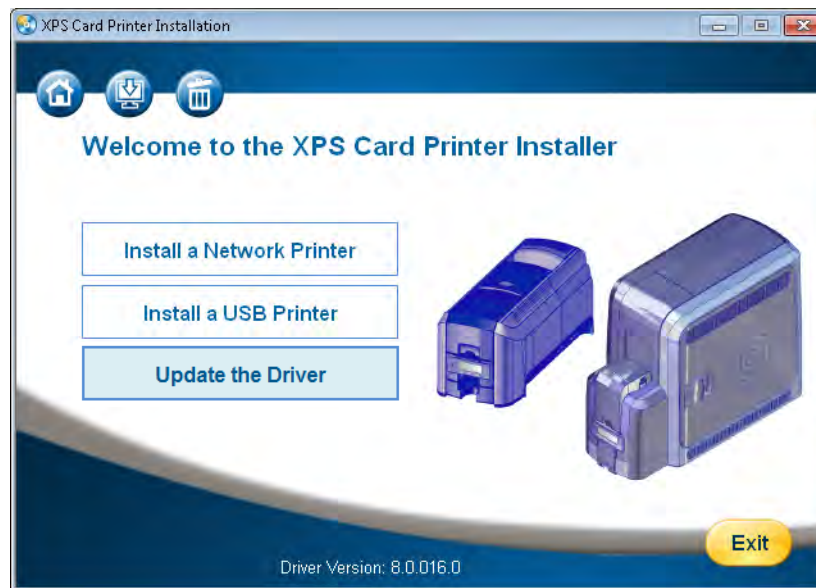 XPS Card Printer Installation
Welcome to the XPS Card Printer Installer
Install a Network Printer
Install a USB Printer
Update the Driver
Exit
Driver Version: 8.0.016.0